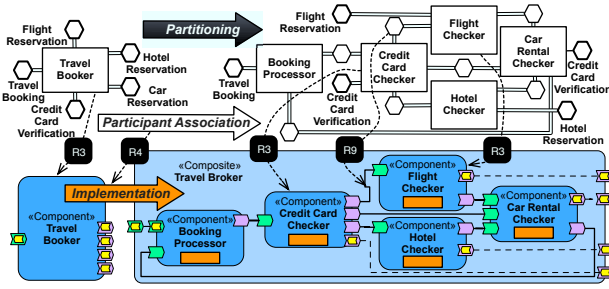 Flight
Reservation
Partitioning
Flight
Reservation
Flight
Checker
Travel
Booker
Hotel
Reservation
Car
Reservation
Travel
Booking
Credit
Card
Verification
Booking
Processor
Travel
Booking
Credit
Card
Checker
Car
Rental
Checker
Credit
Card
Verification
Credit
Card
Verification
Hotel
Checker
Hotel
Reservation
Participant Association
R3
R4
R3
R9
R3
«Composite»
Travel Broker
Implementation
«Component»
Travel
Booker
«Component»
Booking
Processor
«Component»
Credit Card
Checker
«Component»
Flight
Checker
«Component»
Hotel
Checker
«Component»
Car Rental
Checker